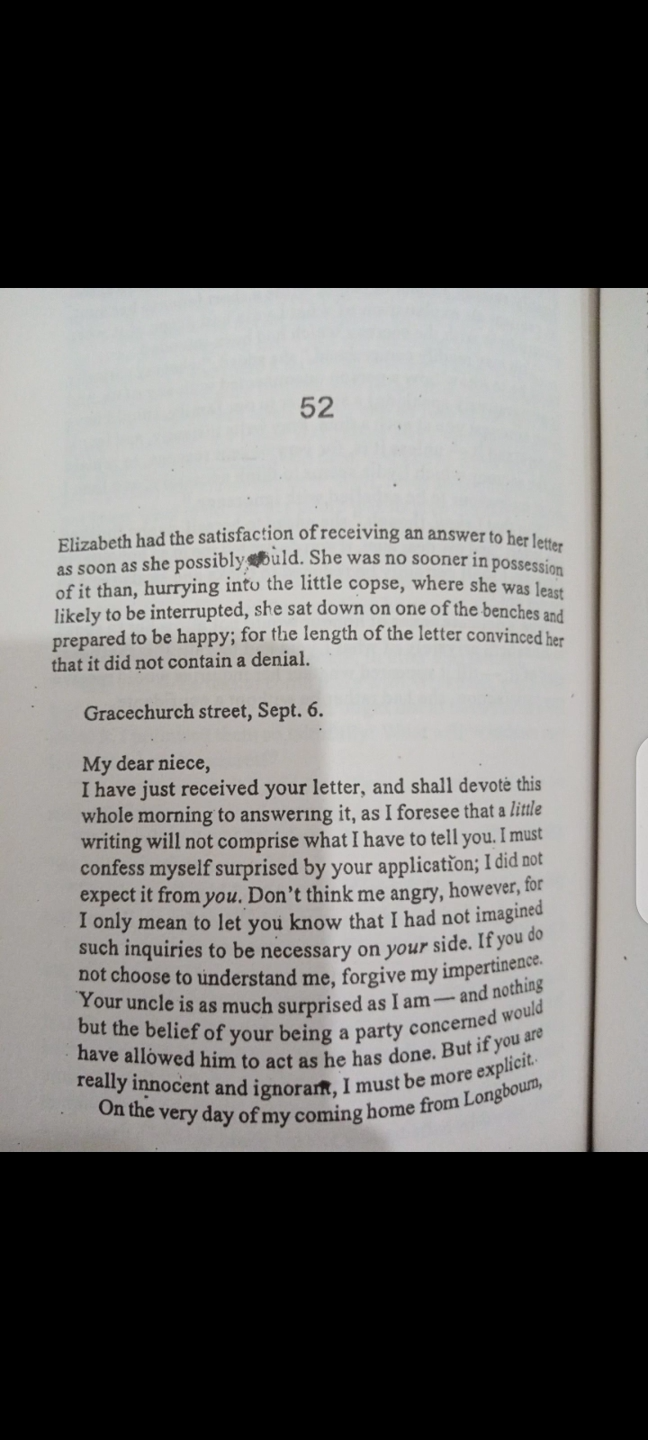 52
Elizabeth had the satisfaction of receiving an answer to her letter
as soon as she possibly could. She was no sooner in possession
of it than, hurrying into the little copse, where she was least
likely to be interrupted, she sat down on one of the benches and
prepared to be happy; for the length of the letter convinced her
that it did not contain a denial.
Gracechurch street, Sept. 6.
My dear niece,
I have just received your letter, and shall devote this
whole morning to answering it, as I foresee that a little
writing will not comprise what I have to tell you. I must
confess myself surprised by your application; I did not
expect it from you. Don't think me angry, however, for
I only mean to let you know that I had not imagined
such inquiries to be necessary on your side. If you do
not choose to understand me, forgive my impertinence.
Your uncle is as much surprised as I am — and nothing
but the belief of your being a party concerned would
have allowed him to act as he has done. But if you are
really innocent and ignorant, I must be more explicit.
On the very day of my coming home from Longbourn,